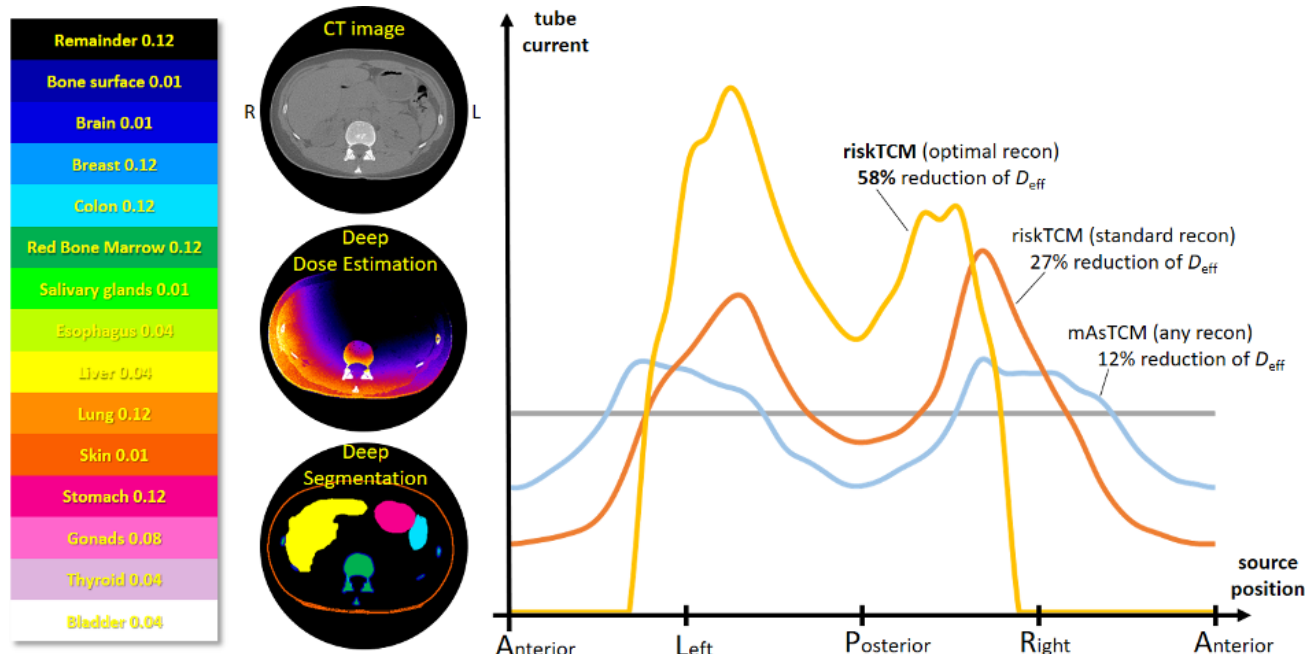 Remainder 0.12
Bone surface 0.01
Brain 0.01
Breast 0.12
Colon 0.12
Red Bone Marrow 0.12
Salivary glands 0.01
Esophagus 0.04
Liver 0.04
Lung 0.12
Skin 0.01
Stomach 0.12
Gonads 0.08
Thyroid 0.04
Bladder 0.04
CT image
R
L
Deep
Dose Estimation
Deep
Segmentation
tube
current
riskTCM (optimal recon)
58% reduction of Deff
riskTCM (standard recon)
27% reduction of Deff
mAsTCM (any recon)
12% reduction of Deff
source
position
Anterior
Left
Posterior
Right
Anterior